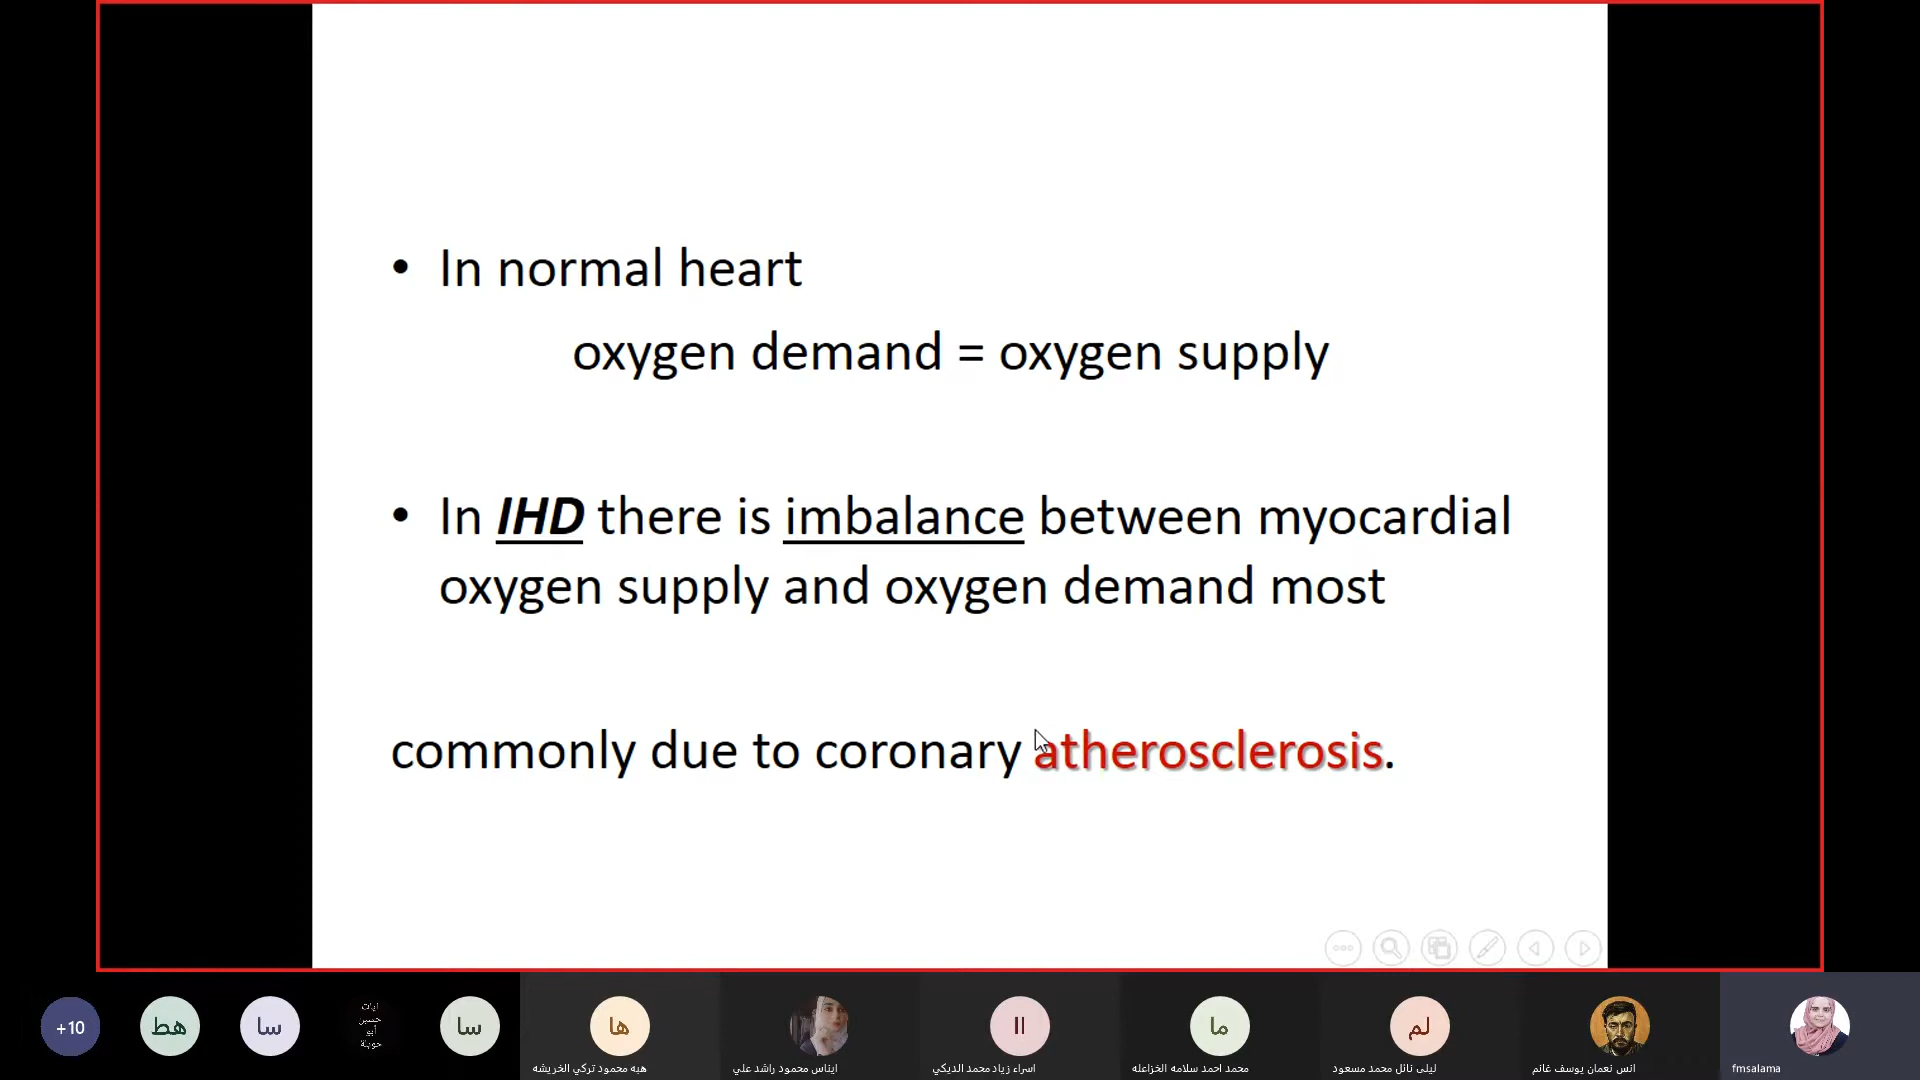 • In normal heart
oxygen demand = oxygen supply
• In IHD there is imbalance between myocardial
oxygen supply and oxygen demand most
commonly due to coronary atherosclerosis.
+10
هط
سا
ايات
حسين
أبو
حويلة
سا
ها
هبه محمود تركي الخريشه
ايناس محمود راشد علي
اا
اسراء زياد محمد الديكي
ما
محمد احمد سلامه الخزاعله
لم
ليلى نائل محمد مسعود
انس نعمان يوسف غانم
fmsalama